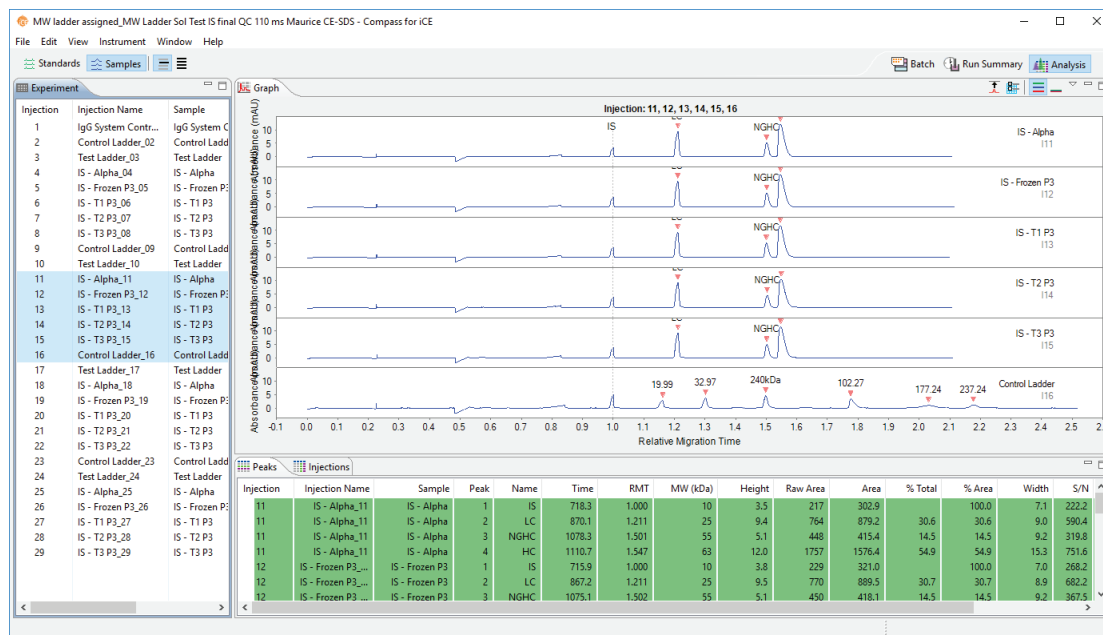 MW ladder assigned_MW Ladder Sol Test IS final QC 110 ms Maurice CE-SDS - Compass for iCE
File Edit View Instrument Window Help
Standards Samples Batch Run Summary Analysis
Experiment
Injection Injection Name Sample
1 IgG System Contr... IgG System C
2 Control Ladder_02 Control Ladd
3 Test Ladder_03 Test Ladder
4 IS - Alpha_04 IS - Alpha
5 IS - Frozen P3_05 IS - Frozen P3
6 IS - T1 P3_06 IS - T1 P3
7 IS - T2 P3_07 IS - T2 P3
8 IS - T3 P3_08 IS - T3 P3
9 Control Ladder_09 Control Ladd
10 Test Ladder_10 Test Ladder
11 IS - Alpha_11 IS - Alpha
12 IS - Frozen P3_12 IS - Frozen P3
13 IS - T1 P3_13 IS - T1 P3
14 IS - T2 P3_14 IS - T2 P3
15 IS - T3 P3_15 IS - T3 P3
16 Control Ladder_16 Control Ladd
17 Test Ladder_17 Test Ladder
18 IS - Alpha_18 IS - Alpha
19 IS - Frozen P3_19 IS - Frozen P3
20 IS - T1 P3_20 IS - T1 P3
21 IS - T2 P3_21 IS - T2 P3
22 IS - T3 P3_22 IS - T3 P3
23 Control Ladder_23 Control Ladd
24 Test Ladder_24 Test Ladder
25 IS - Alpha_25 IS - Alpha
26 IS - Frozen P3_26 IS - Frozen P3
27 IS - T1 P3_27 IS - T1 P3
28 IS - T2 P3_28 IS - T2 P3
29 IS - T3 P3_29 IS - T3 P3
Graph
Injection: 11, 12, 13, 14, 15, 16
10 IS LC NGHC IS - Alpha
5 I11
0
10 NGHC IS - Frozen P3
5 I12
0
10 NGHC IS - T1 P3
5 I13
0
10 NGHC IS - T2 P3
5 I14
0
10 NGHC IS - T3 P3
5 I15
0
10 19.99 32.97 240kDa 102.27 177.24 237.24 Control Ladder
5 I16
0
Absorbance (mAU)
-0.1 0.0 0.1 0.2 0.3 0.4 0.5 0.6 0.7 0.8 0.9 1.0 1.1 1.2 1.3 1.4 1.5 1.6 1.7 1.8 1.9 2.0 2.1 2.2 2.3 2.4 2.5
Relative Migration Time
Peaks Injections
Injection Injection Name Sample Peak Name Time RMT MW (kDa) Height Raw Area Area % Total % Area Width S/N
11 IS - Alpha_11 IS - Alpha 1 IS 718.3 1.000 10 3.5 217 302.9 100.0 7.1 222.2
11 IS - Alpha_11 IS - Alpha 2 LC 870.1 1.211 25 9.4 764 879.2 30.6 30.6 9.0 590.4
11 IS - Alpha_11 IS - Alpha 3 NGHC 1078.3 1.501 55 5.1 448 415.4 14.5 14.5 9.2 319.8
11 IS - Alpha_11 IS - Alpha 4 HC 1110.7 1.547 63 12.0 1757 1576.4 54.9 54.9 15.3 751.6
12 IS - Frozen P3_... IS - Frozen P3 1 IS 715.9 1.000 10 3.8 229 321.0 100.0 7.0 268.2
12 IS - Frozen P3_... IS - Frozen P3 2 LC 867.2 1.211 25 9.5 770 889.5 30.7 30.7 8.9 682.2
12 IS - Frozen P3_... IS - Frozen P3 3 NGHC 1075.1 1.502 55 5.1 450 418.1 14.5 14.5 9.2 367.5